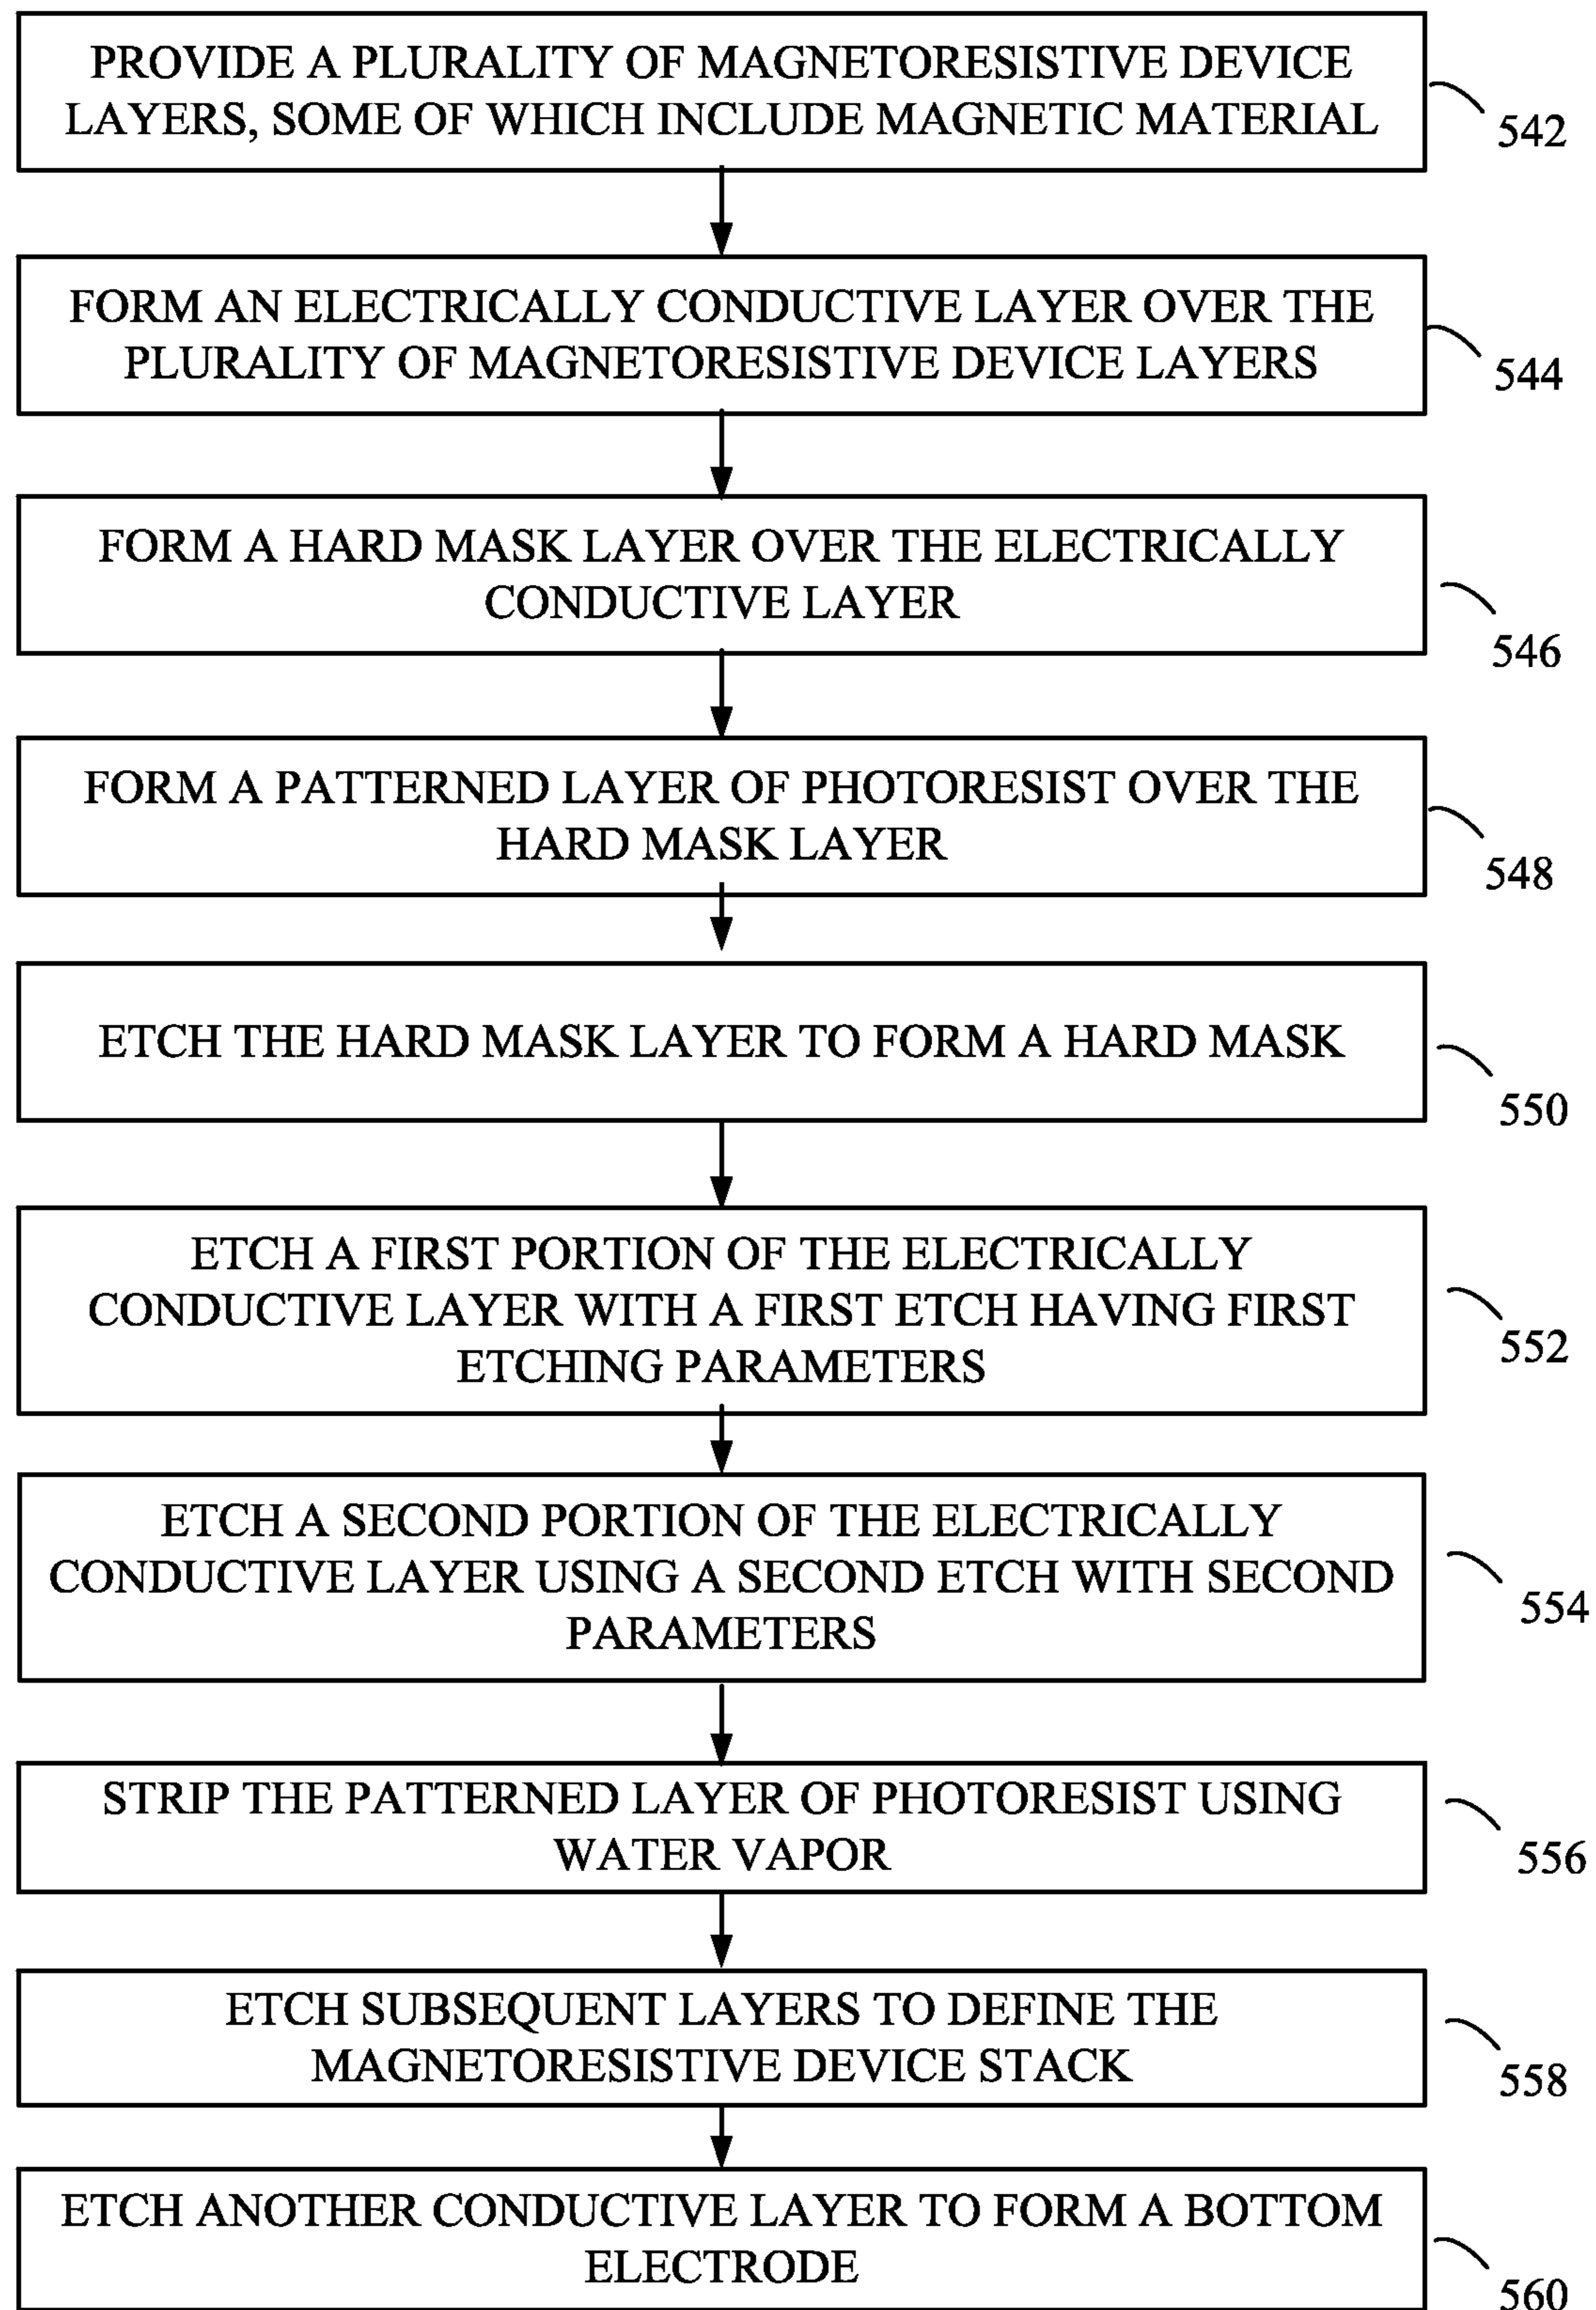 PROVIDE A PLURALITY OF MAGNETORESISTIVE DEVICE
LAYERS, SOME OF WHICH INCLUDE MAGNETIC MATERIAL
542
FORM AN ELECTRICALLY CONDUCTIVE LAYER OVER THE
PLURALITY OF MAGNETORESISTIVE DEVICE LAYERS
544
FORM A HARD MASK LAYER OVER THE ELECTRICALLY
CONDUCTIVE LAYER
546
FORM A PATTERNED LAYER OF PHOTORESIST OVER THE
HARD MASK LAYER
548
ETCH THE HARD MASK LAYER TO FORM A HARD MASK
550
ETCH A FIRST PORTION OF THE ELECTRICALLY
CONDUCTIVE LAYER WITH A FIRST ETCH HAVING FIRST
ETCHING PARAMETERS
552
ETCH A SECOND PORTION OF THE ELECTRICALLY
CONDUCTIVE LAYER USING A SECOND ETCH WITH SECOND
PARAMETERS
554
STRIP THE PATTERNED LAYER OF PHOTORESIST USING
WATER VAPOR
556
ETCH SUBSEQUENT LAYERS TO DEFINE THE
MAGNETORESISTIVE DEVICE STACK
558
ETCH ANOTHER CONDUCTIVE LAYER TO FORM A BOTTOM
ELECTRODE
560